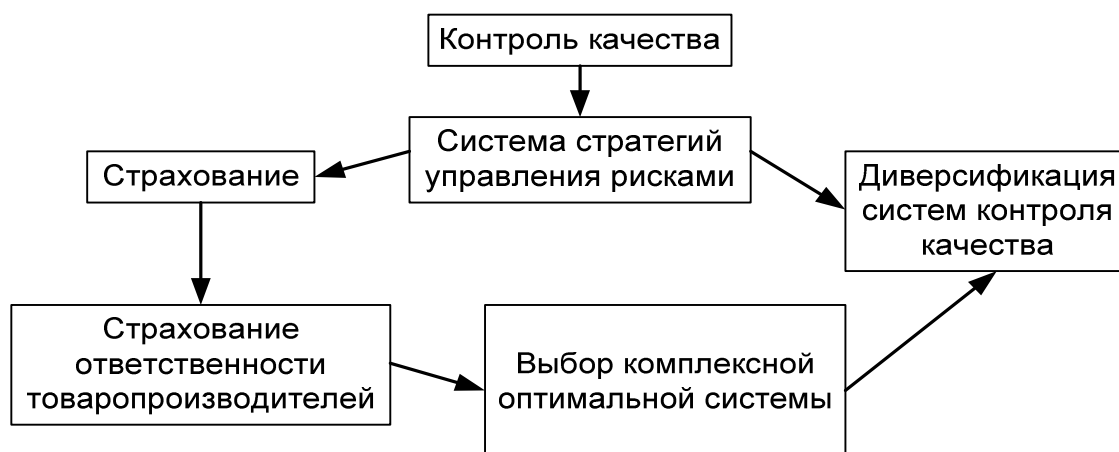 Контроль качества
Система стратегий
управления рисками
Страхование
Диверсификация
систем контроля
качества
Страхование
ответственности
товаропроизводителей
Выбор комплексной
оптимальной системы